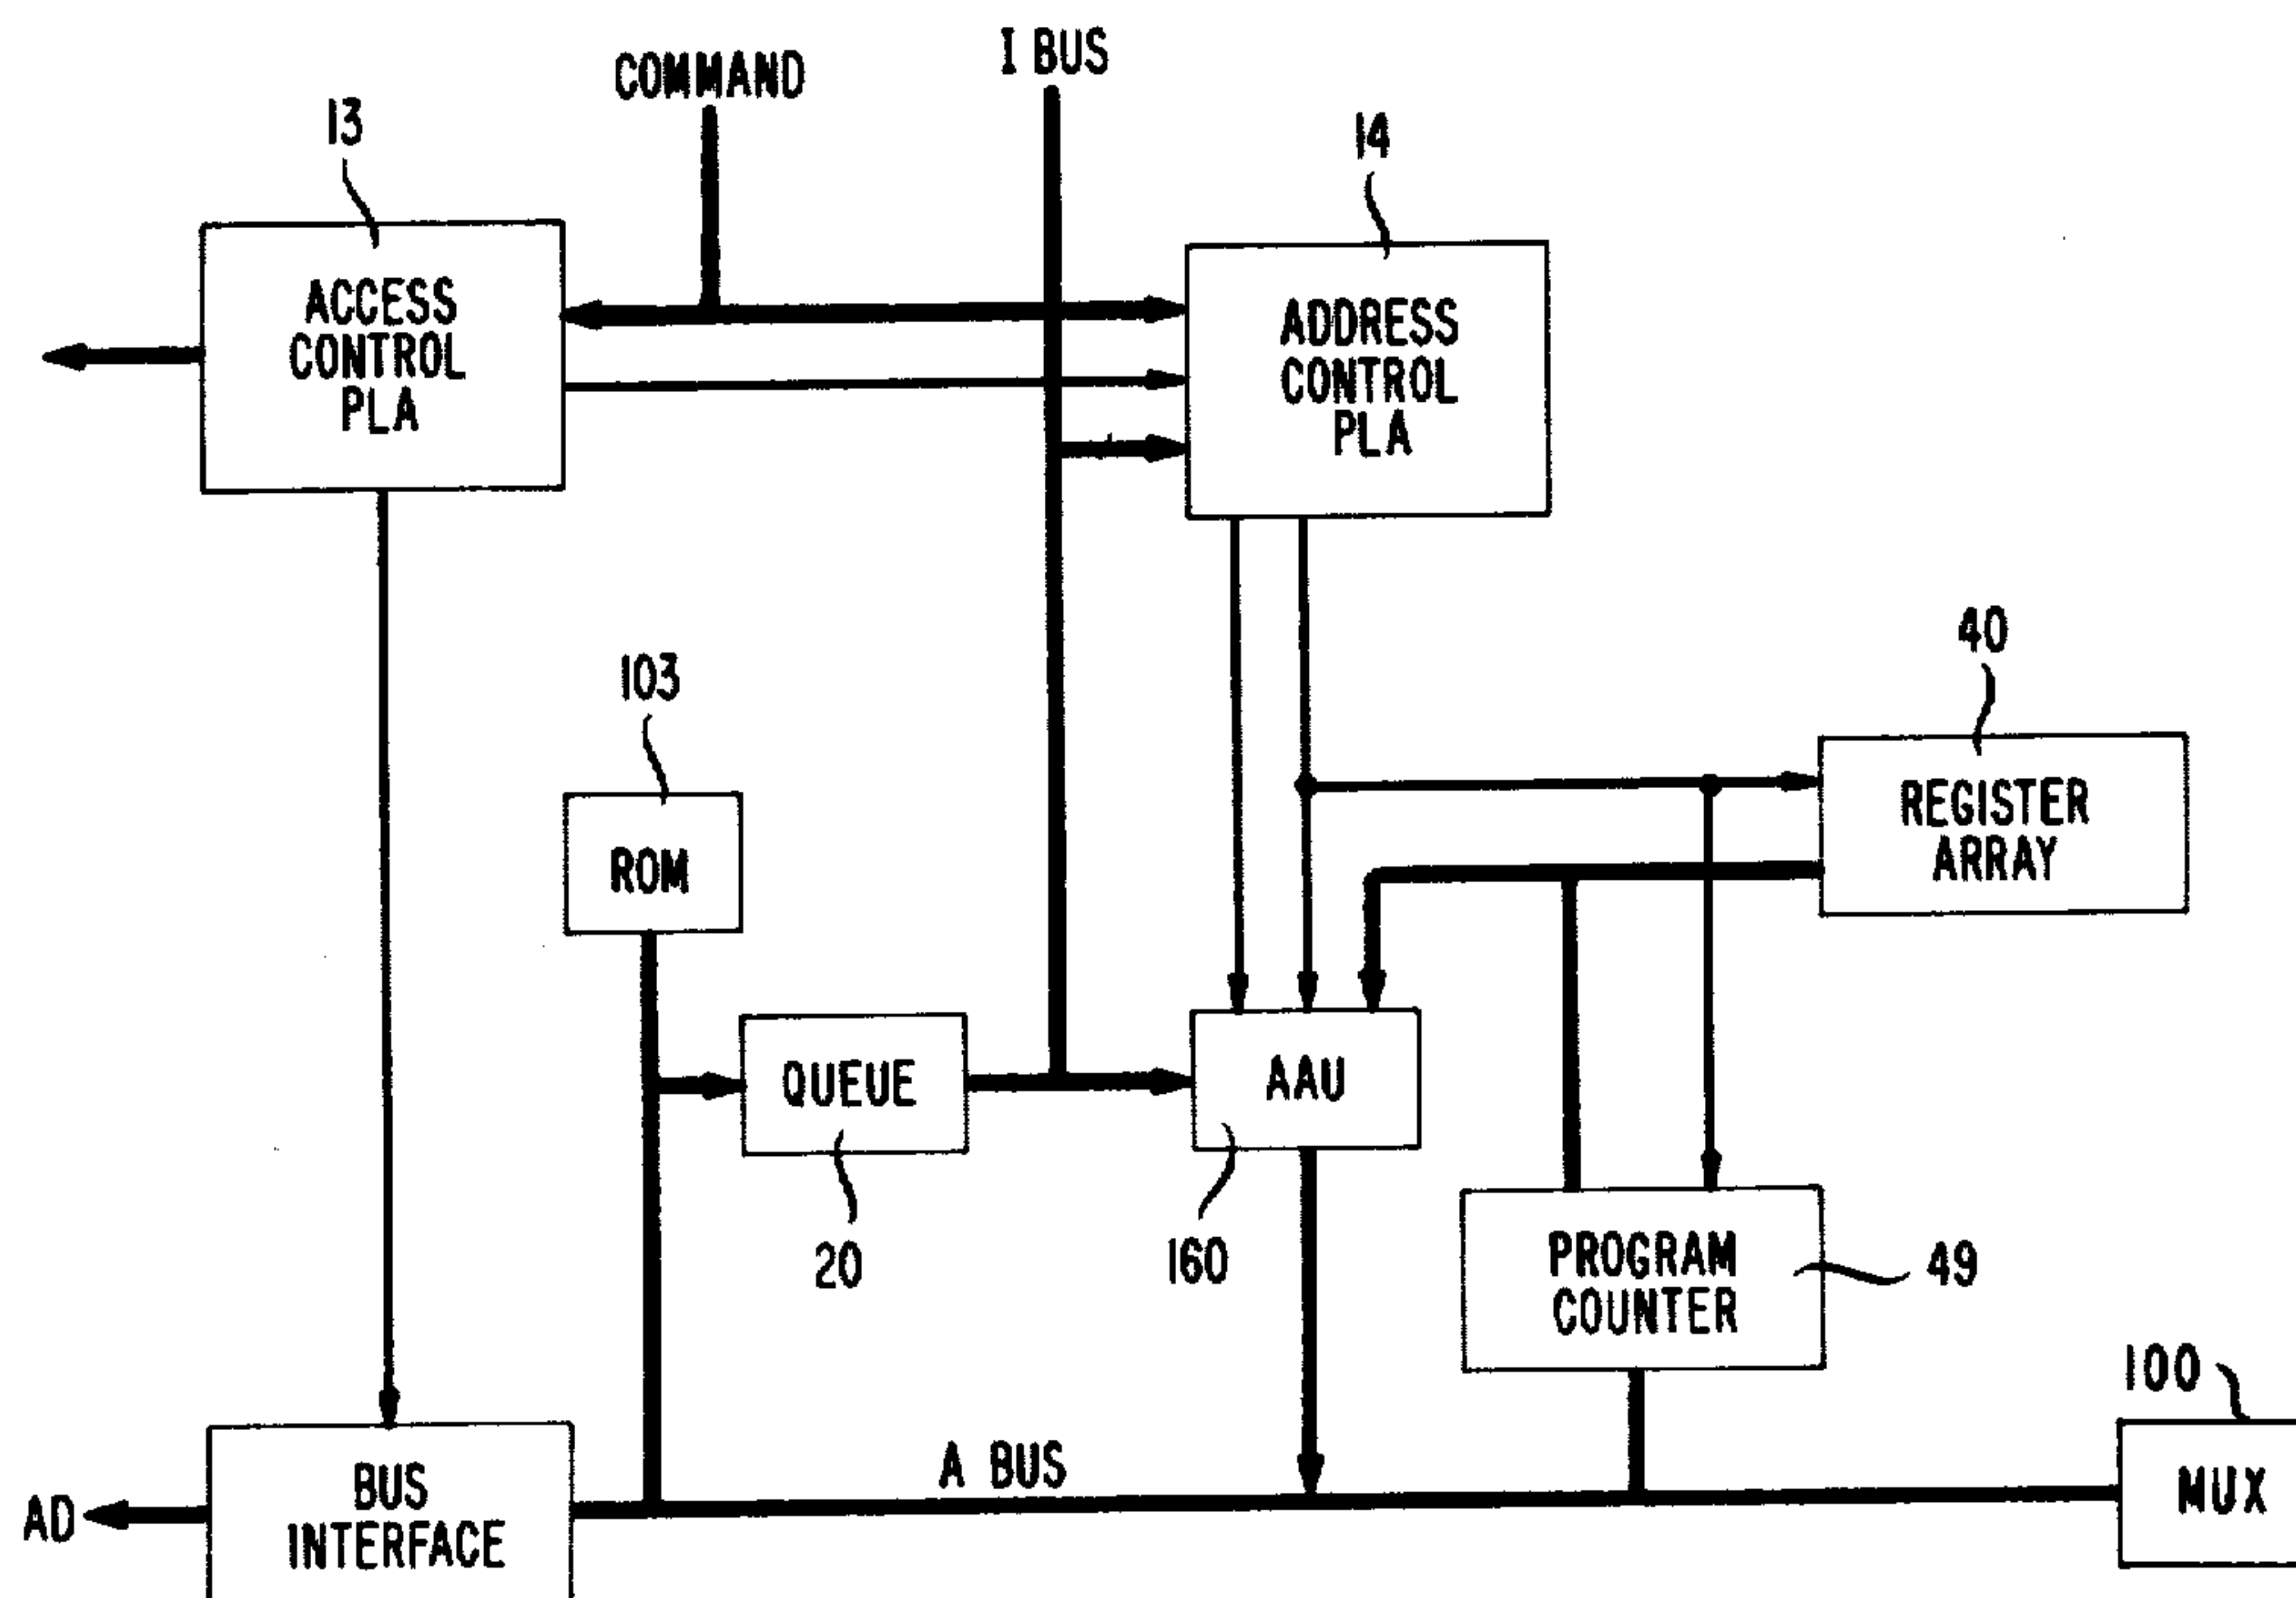 COMMAND
I BUS
13
14
ACCESS
CONTROL
PLA
ADDRESS
CONTROL
PLA
40
103
REGISTER
ARRAY
ROM
QUEUE
AAU
20
160
PROGRAM
COUNTER
49
100
A BUS
MUX
AD
BUS
INTERFACE